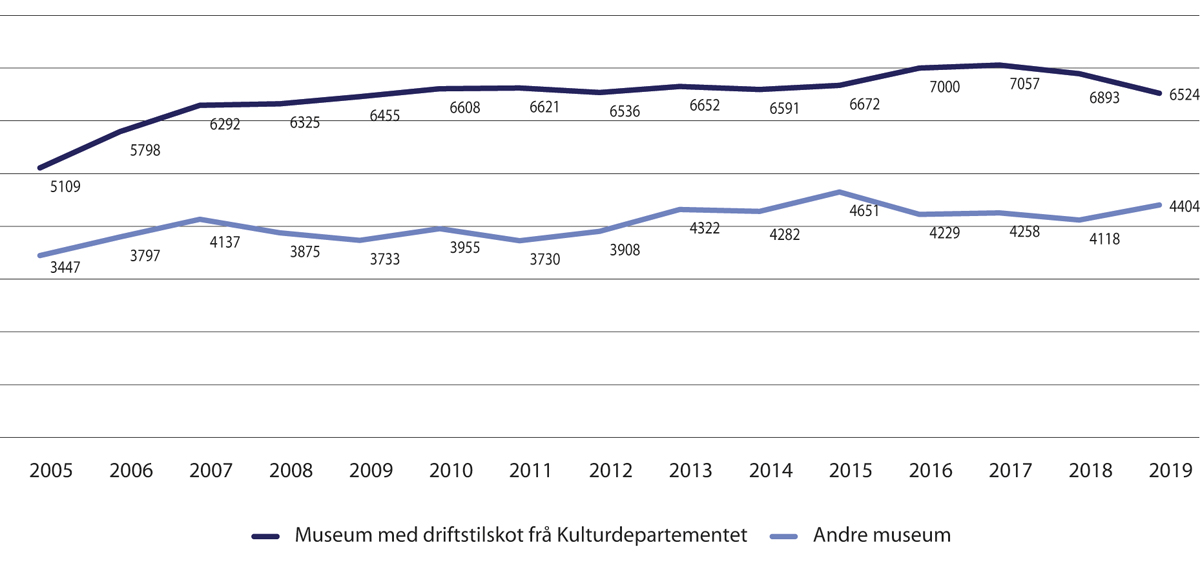 5109 5798 6292 6325 6455 6608 6621 6536 6652 6591 6672 7000 7057 6893 6524
3447 3797 4137 3875 3733 3955 3730 3908 4322 4282 4651 4229 4258 4118 4404
2005 2006 2007 2008 2009 2010 2011 2012 2013 2014 2015 2016 2017 2018 2019
Museum med driftstilskot frå Kulturdepartementet Andre museum